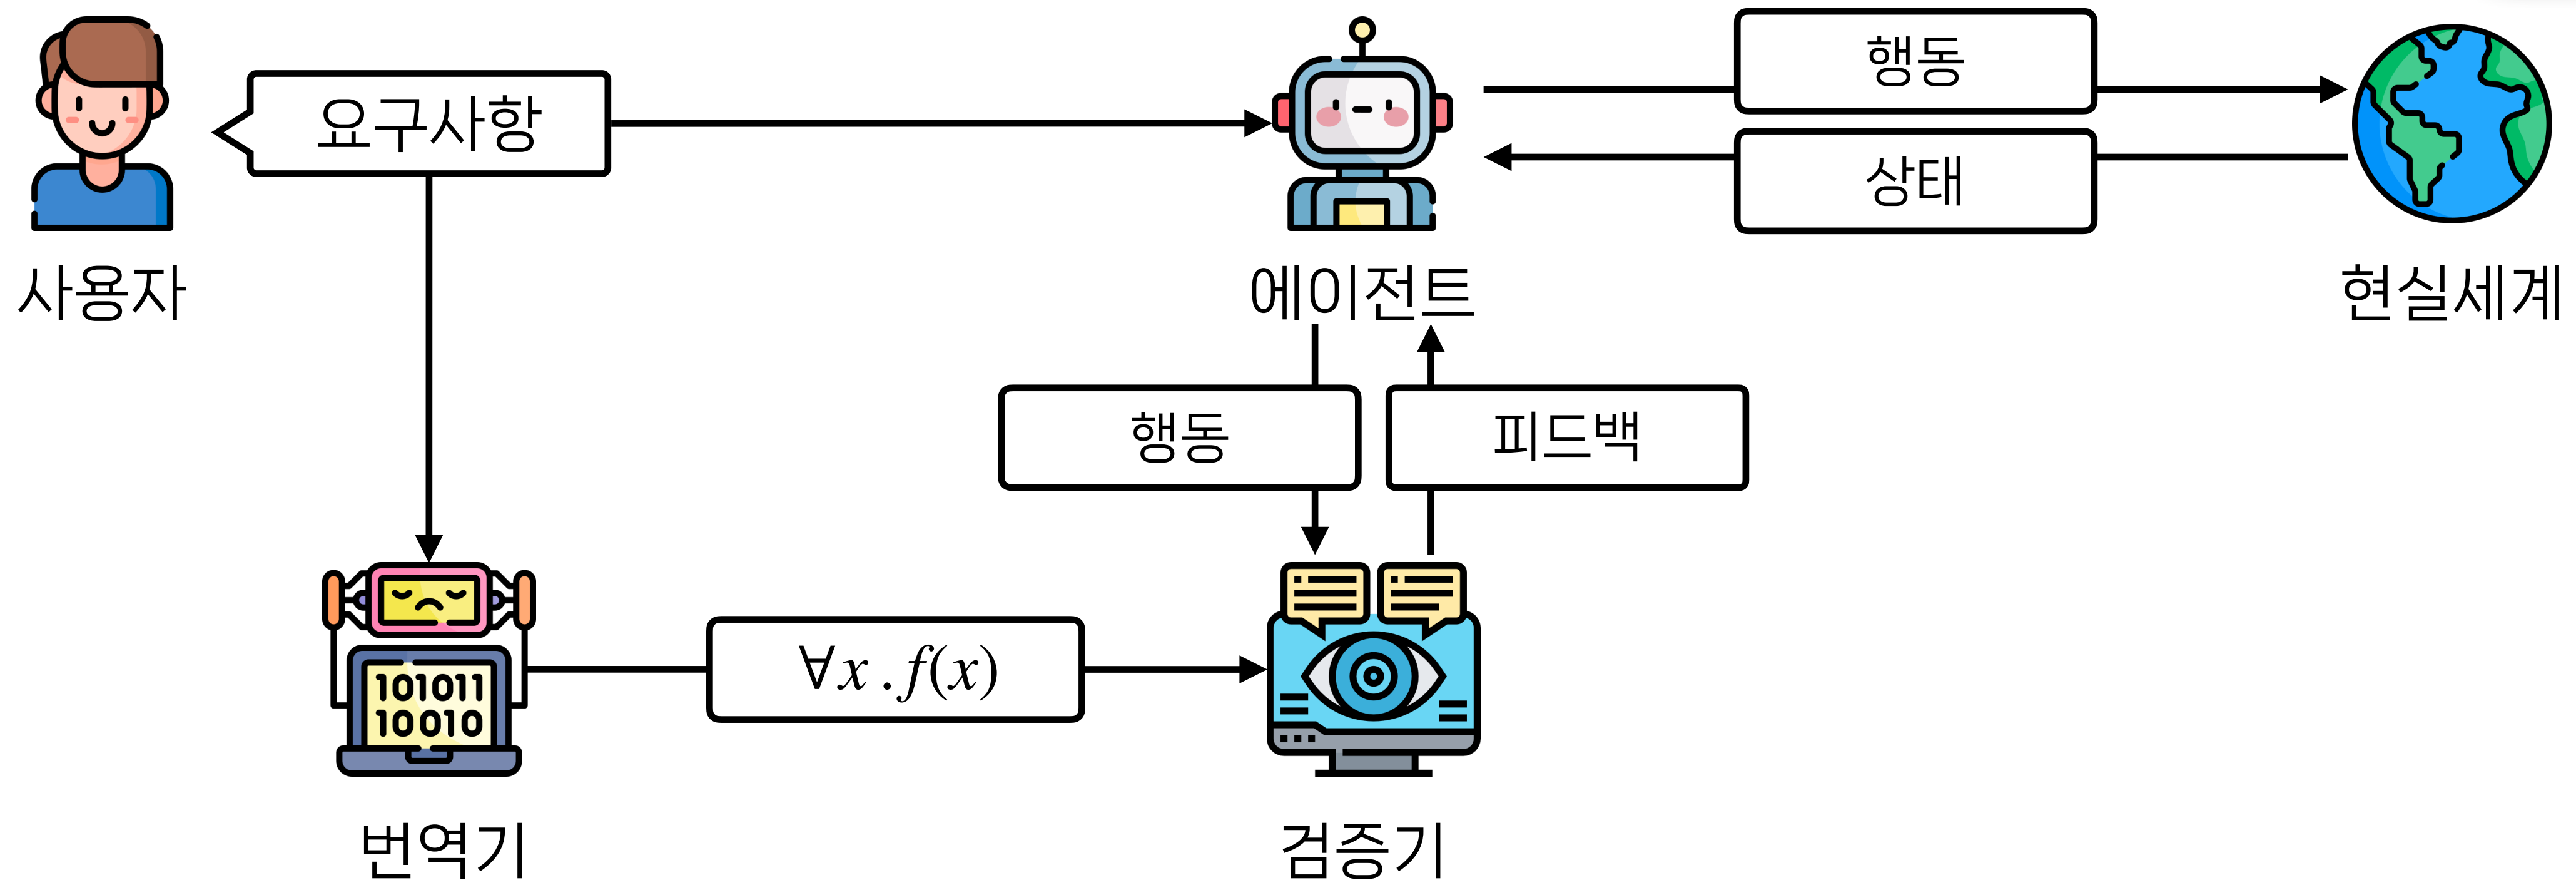 요구사항
행동
상태
사용자
에이전트
현실세계
행동
피드백
101011
10010
∀x.f(x)
번역기
검증기